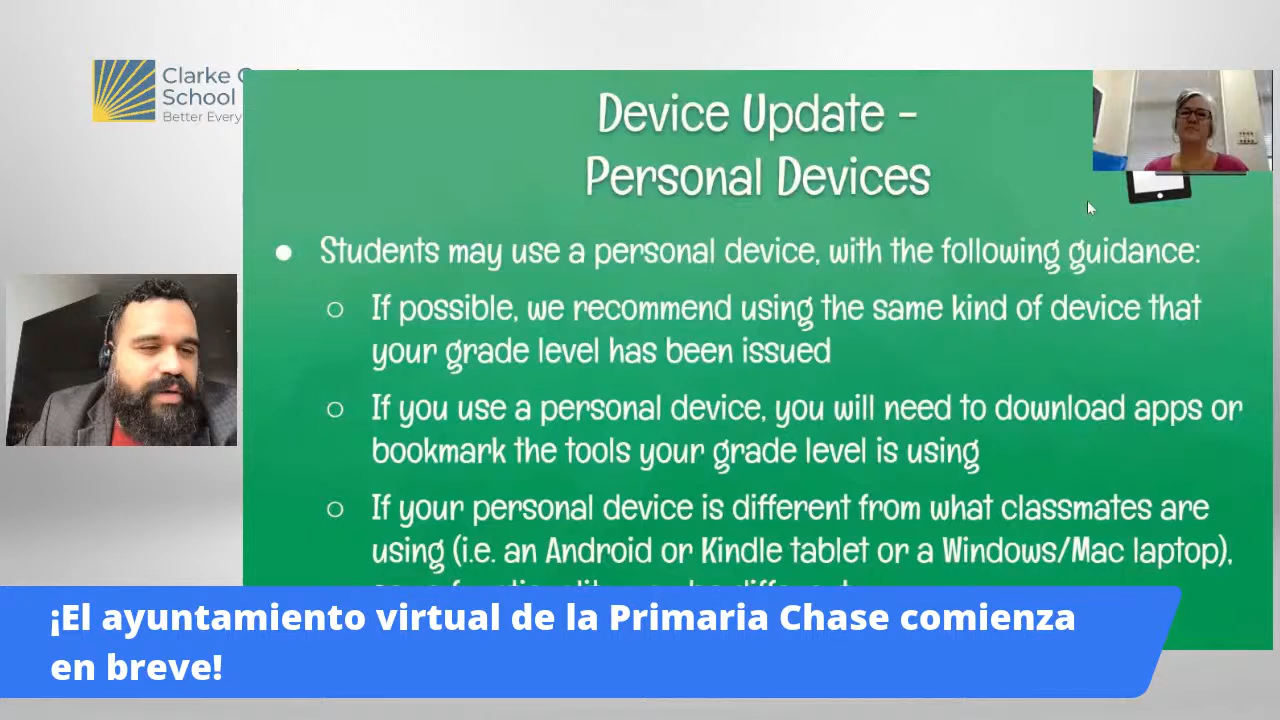 Clarke
School
Better Every
Device Update –
Personal Devices
● Students may use a personal device, with the following guidance:
○ If possible, we recommend using the same kind of device that
your grade level has been issued
○ If you use a personal device, you will need to download apps or
bookmark the tools your grade level is using
○ If your personal device is different from what classmates are
using (i.e. an Android or Kindle tablet or a Windows/Mac laptop),
¡El ayuntamiento virtual de la Primaria Chase comienza
en breve!